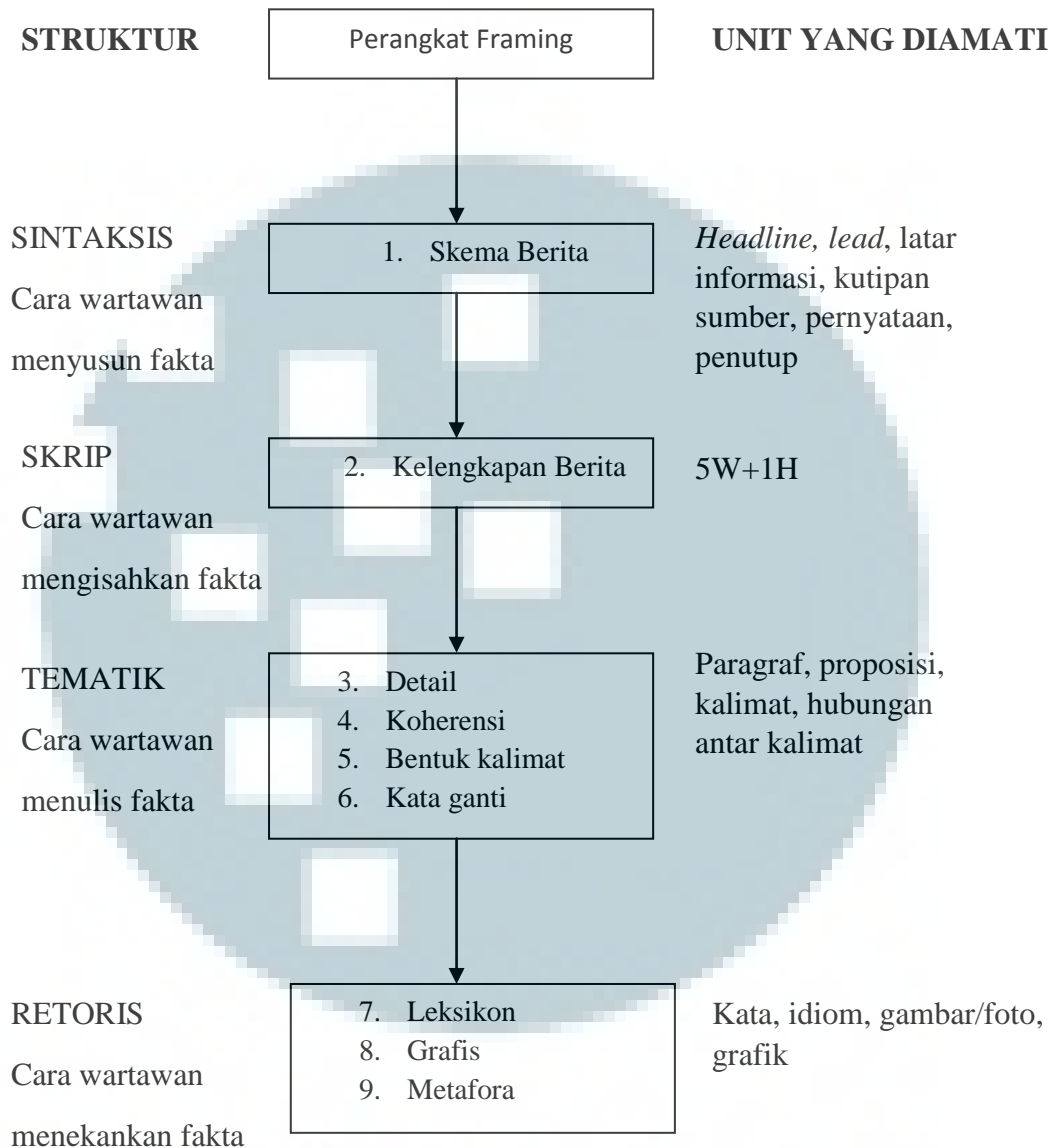 STRUKTUR
Perangkat Framing
UNIT YANG DIAMATI
SINTAKSIS
Cara wartawan
menyusun fakta
1. Skema Berita
Headline, lead, latar
informasi, kutipan
sumber, pernyataan,
penutup
SKRIP
Cara wartawan
mengisahkan fakta
2. Kelengkapan Berita
5W+1H
TEMATIK
Cara wartawan
menulis fakta
3. Detail
4. Koherensi
5. Bentuk kalimat
6. Kata ganti
Paragraf, proposisi,
kalimat, hubungan
antar kalimat
RETORIS
Cara wartawan
menekankan fakta
7. Leksikon
8. Grafis
9. Metafora
Kata, idiom, gambar/foto,
grafik